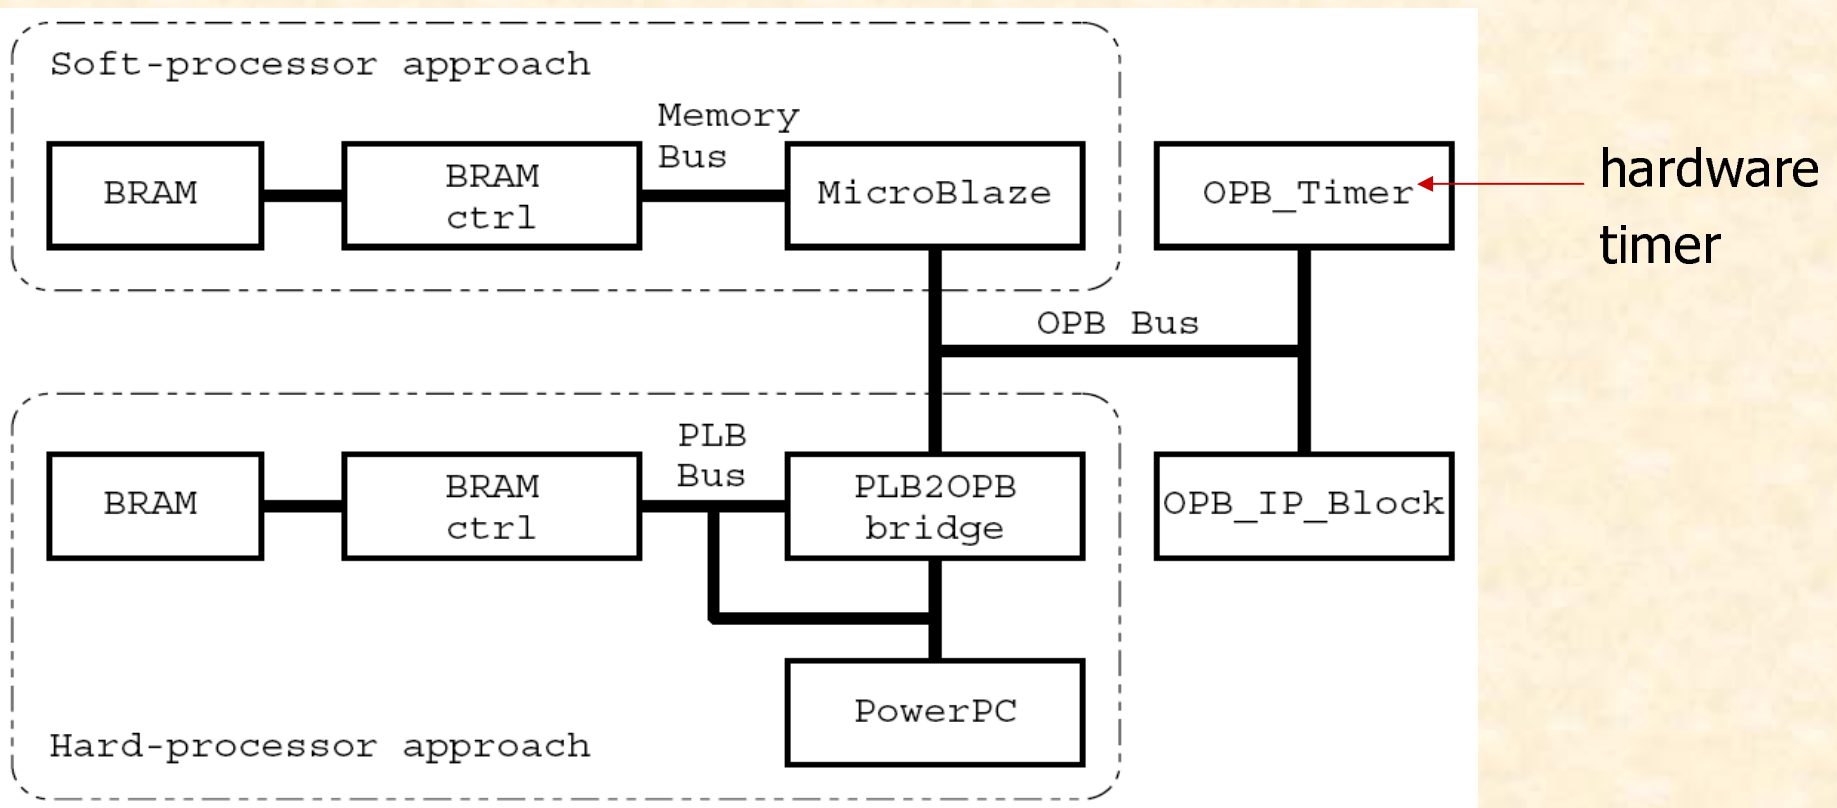 Soft-processor approach
Memory
Bus
BRAM
BRAM
ctrl
MicroBlaze
OPB_Timer
hardware
timer
OPB Bus
PLB
Bus
BRAM
BRAM
ctrl
PLB2OPB
bridge
OPB_IP_Block
PowerPC
Hard-processor approach